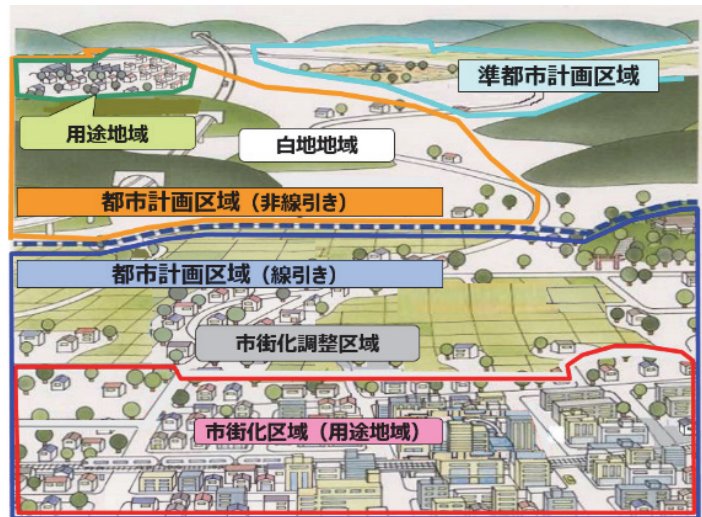 準都市計画区域
用途地域
白地地域
都市計画区域（非線引き）
都市計画区域（線引き）
市街化調整区域
市街化区域（用途地域）